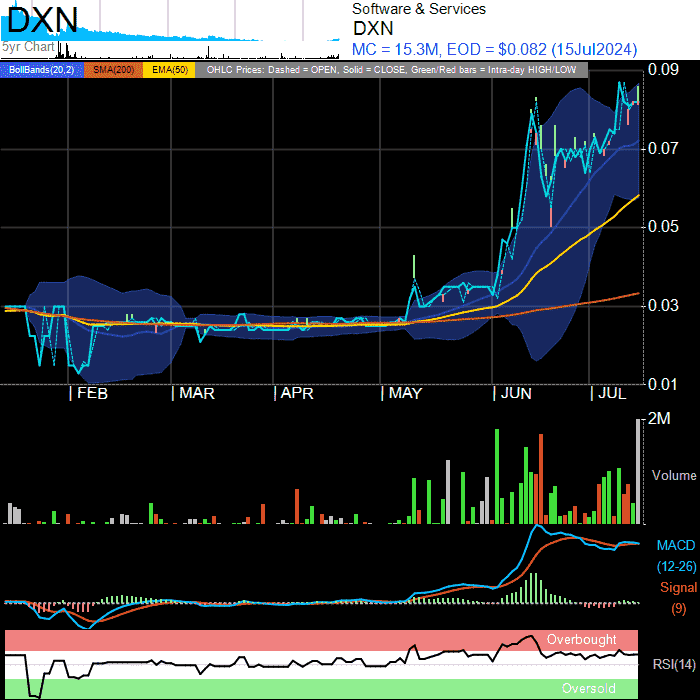 DXN
5yr Chart
Software & Services
DXN
MC = 15.3M, EOD = $0.082 (15Jul2024)
BollBands(20,2) SMA(200) EMA(50) OHLC Prices: Dashed = OPEN, Solid = CLOSE, Green/Red bars = Intra-day HIGH/LOW
0.09
0.07
0.05
0.03
0.01
| FEB | MAR | APR | MAY | JUN | JUL
2M
Volume
MACD
(12-26)
Signal
(9)
Overbought
RSI(14)
Oversold